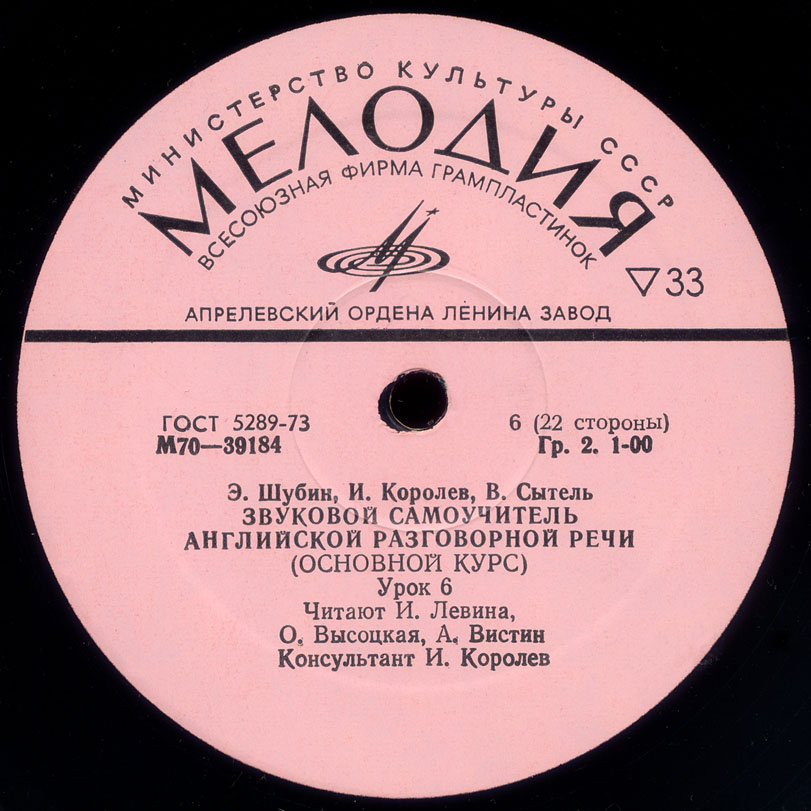 МИНИСТЕРСТВО КУЛЬТУРЫ СССР
МЕЛОДИЯ
ВСЕСОЮЗНАЯ ФИРМА ГРАМПЛАСТИНОК
▽33
АПРЕЛЕВСКИЙ ОРДЕНА ЛЕНИНА ЗАВОД
ГОСТ 5289-73
6 (22 стороны)
М70—39184
Гр. 2. 1-00
Э. Шубин, И. Королев, В. Сытель
ЗВУКОВОЙ САМОУЧИТЕЛЬ
АНГЛИЙСКОЙ РАЗГОВОРНОЙ РЕЧИ
(ОСНОВНОЙ КУРС)
Урок 6
Читают И. Левина,
О. Высоцкая, А. Вистин
Консультант И. Королев